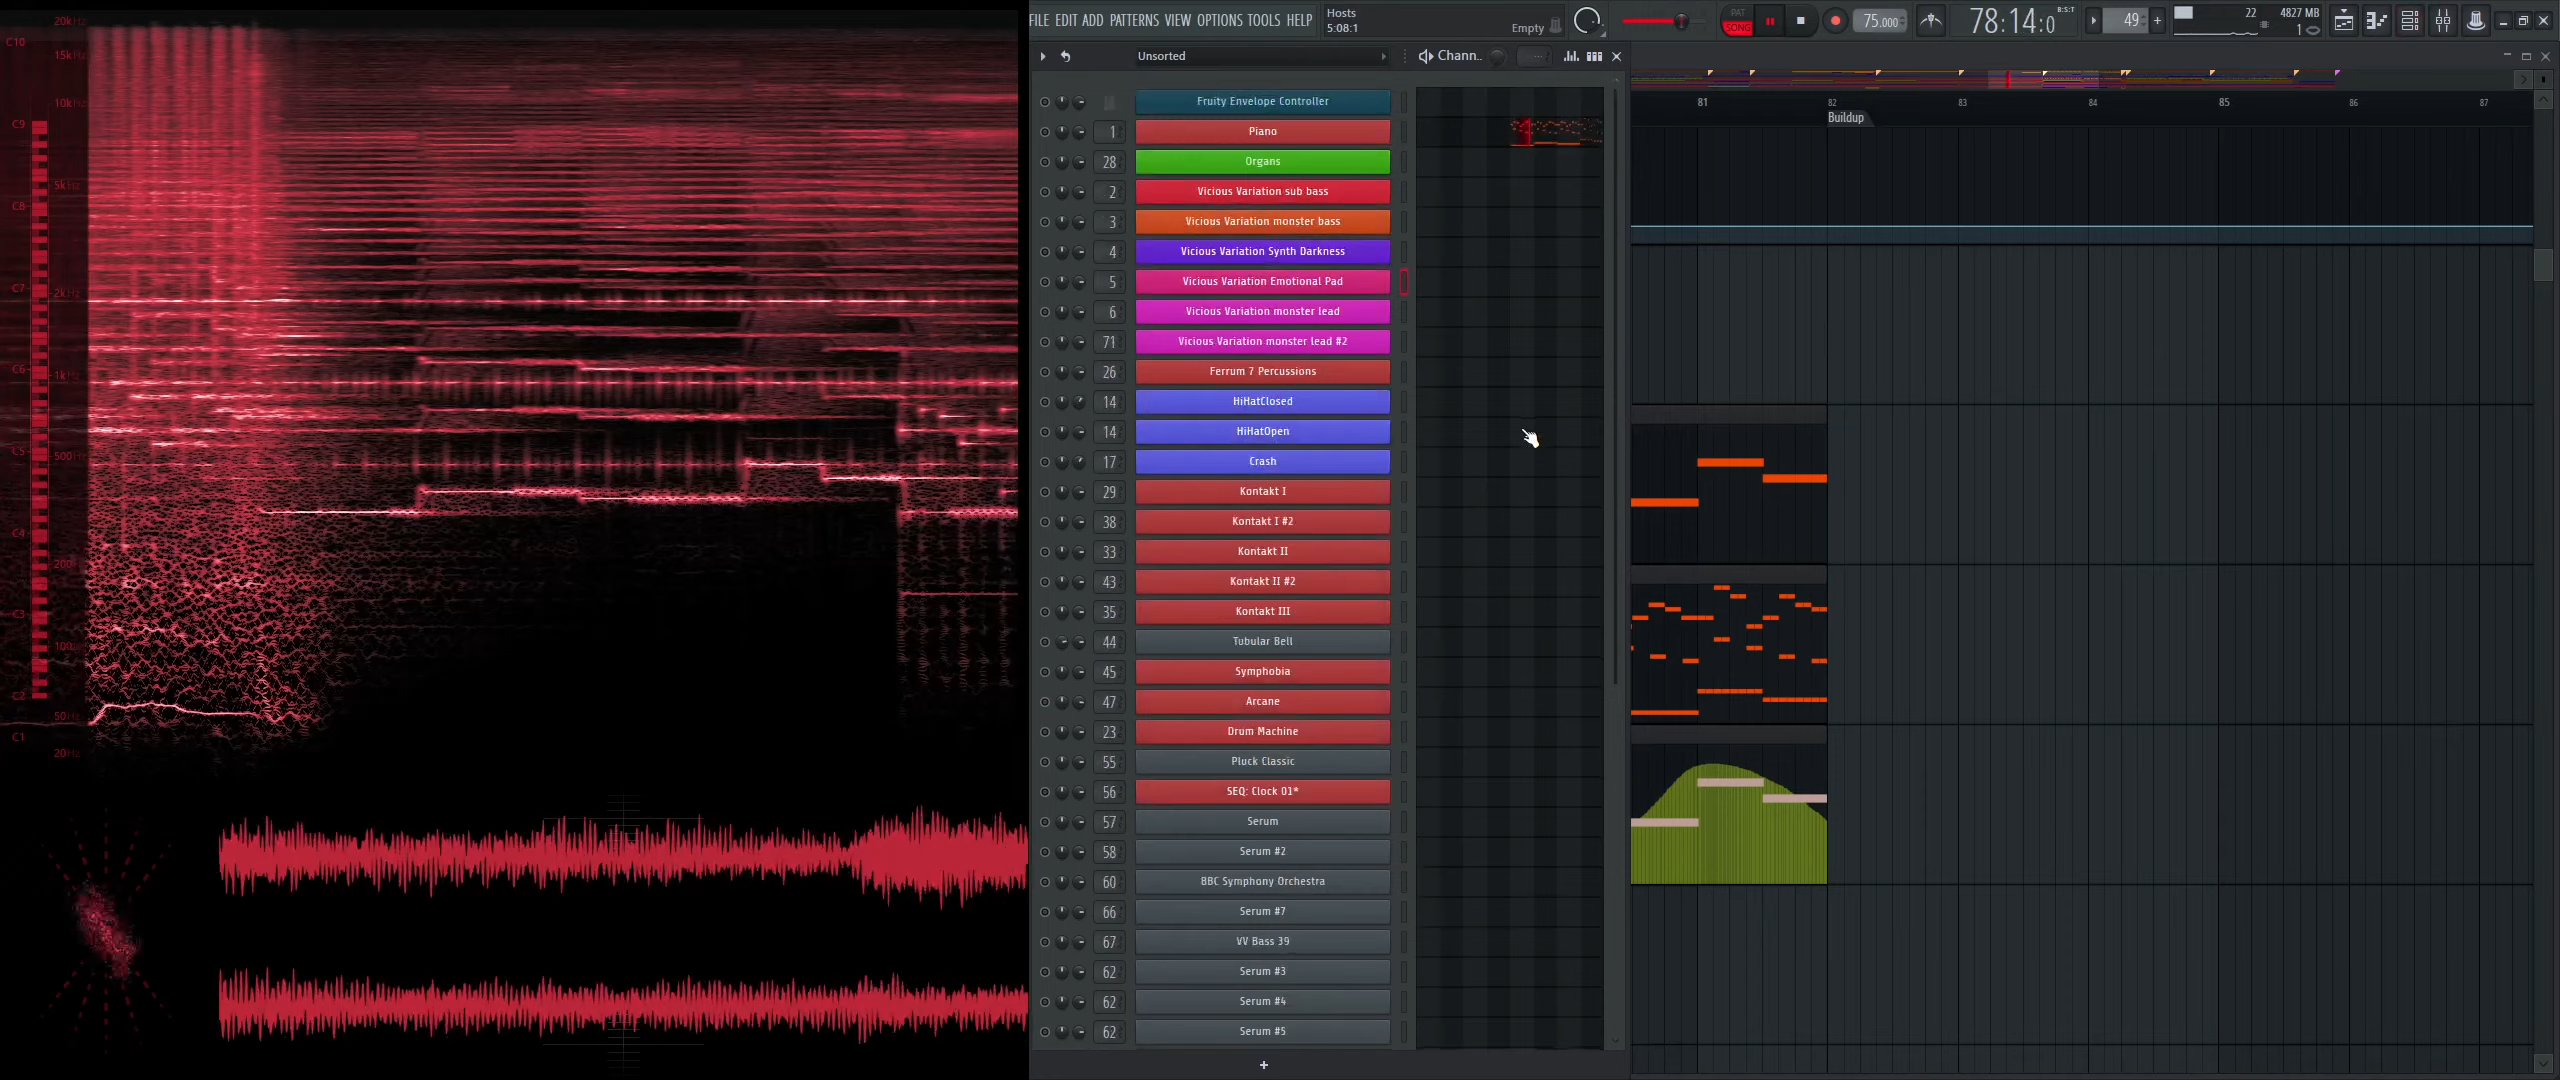 20kHz
C10
15kHz
10kHz
C9
5kHz
C8
C7
2kHz
C6
1kHz
C5
500Hz
C4
200Hz
C3
100Hz
C2
50Hz
C1
20Hz
FILE EDIT ADD PATTERNS VIEW OPTIONS TOOLS HELP
Hosts
5:08:1
Empty
PAT
SONG
75.000
78:14:0
B:S:T
49
22
4827 MB
1
Unsorted
Chann..
Fruity Envelope Controller
1 Piano
28 Organs
2 Vicious Variation sub bass
3 Vicious Variation monster bass
4 Vicious Variation Synth Darkness
5 Vicious Variation Emotional Pad
6 Vicious Variation monster lead
71 Vicious Variation monster lead #2
26 Ferrum 7 Percussions
14 HiHatClosed
14 HiHatOpen
17 Crash
29 Kontakt I
38 Kontakt I #2
33 Kontakt II
43 Kontakt II #2
35 Kontakt III
44 Tubular Bell
45 Symphobia
47 Arcane
23 Drum Machine
55 Pluck Classic
56 SEQ: Clock 01*
57 Serum
58 Serum #2
60 BBC Symphony Orchestra
66 Serum #7
67 VV Bass 39
62 Serum #3
62 Serum #4
62 Serum #5
+
81 82 83 84 85 86 87
Buildup